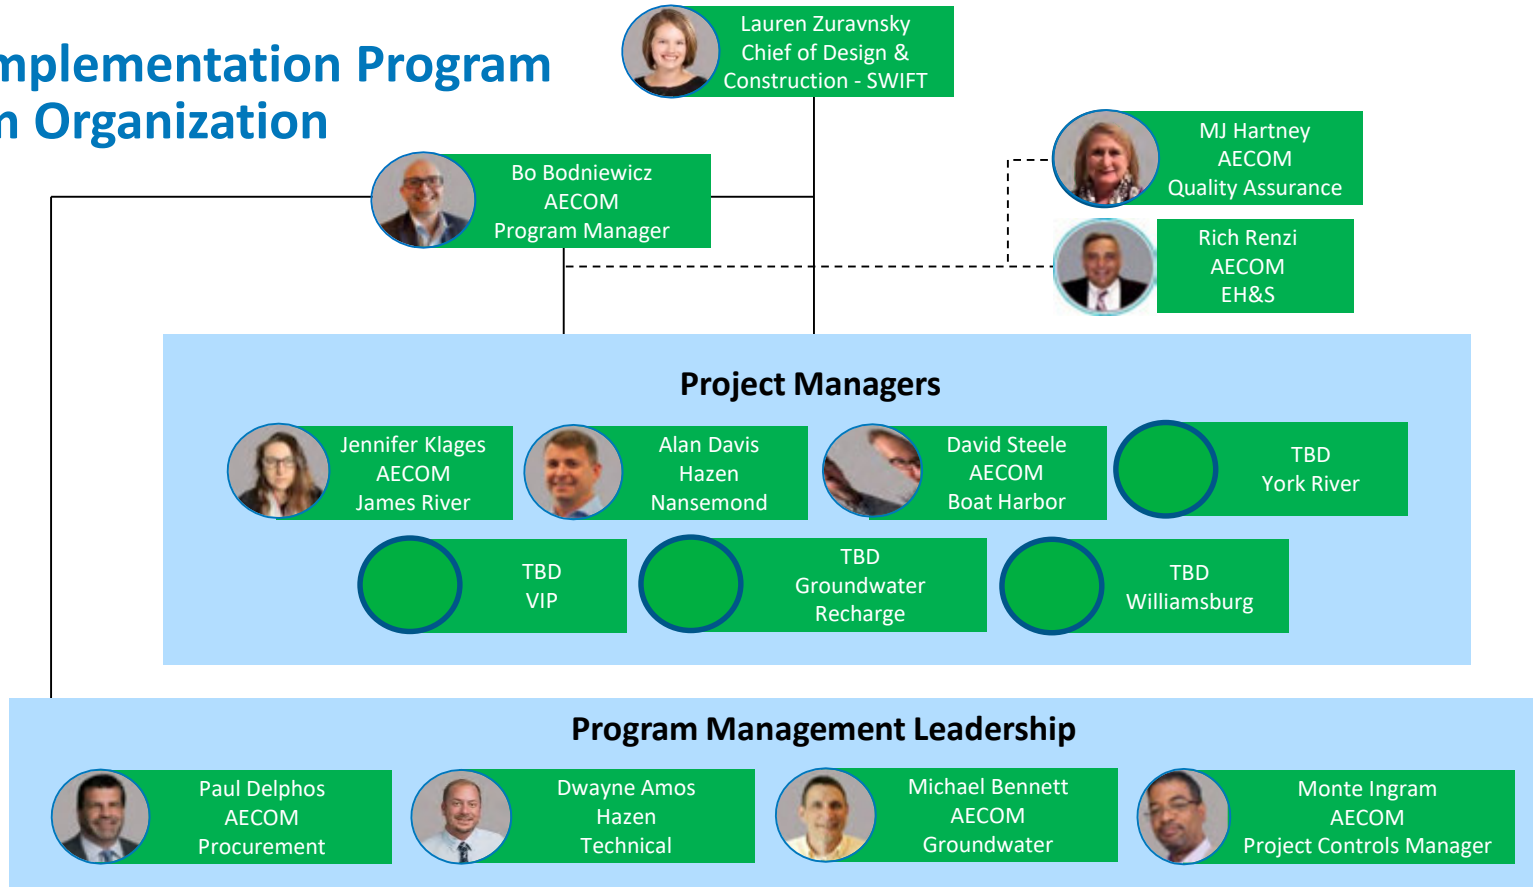 mplementation Program
n Organization
Lauren Zuravnsky
Chief of Design &
Construction - SWIFT
Bo Bodniewicz
AECOM
Program Manager
MJ Hartney
AECOM
Quality Assurance
Rich Renzi
AECOM
EH&S
Project Managers
Jennifer Klages
AECOM
James River
Alan Davis
Hazen
Nansemond
David Steele
AECOM
Boat Harbor
TBD
York River
TBD
VIP
TBD
Groundwater
Recharge
TBD
Williamsburg
Program Management Leadership
Paul Delphos
AECOM
Procurement
Dwayne Amos
Hazen
Technical
Michael Bennett
AECOM
Groundwater
Monte Ingram
AECOM
Project Controls Manager